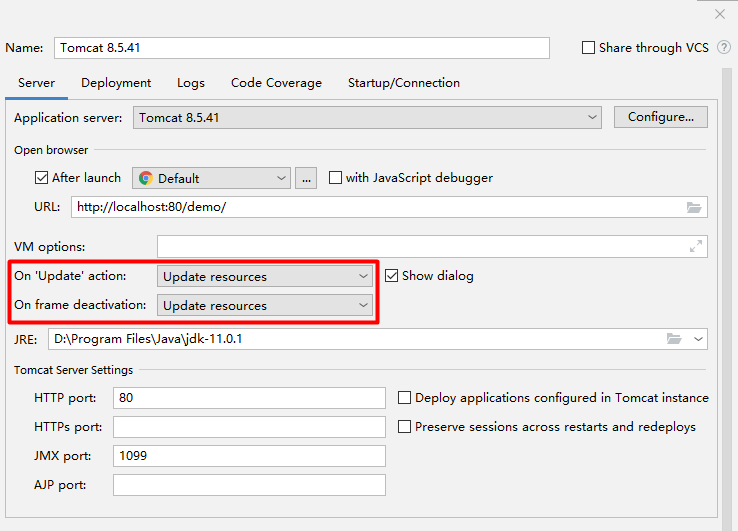 Name: Tomcat 8.5.41 Share through VCS ?
Server Deployment Logs Code Coverage Startup/Connection
Application server: Tomcat 8.5.41 Configure...
Open browser
After launch Default ... with JavaScript debugger
URL: http://localhost:80/demo/
VM options:
On 'Update' action: Update resources Show dialog
On frame deactivation: Update resources
JRE: D:\Program Files\Java\jdk-11.0.1
Tomcat Server Settings
HTTP port: 80 Deploy applications configured in Tomcat instance
HTTPs port: Preserve sessions across restarts and redeploys
JMX port: 1099
AJP port: